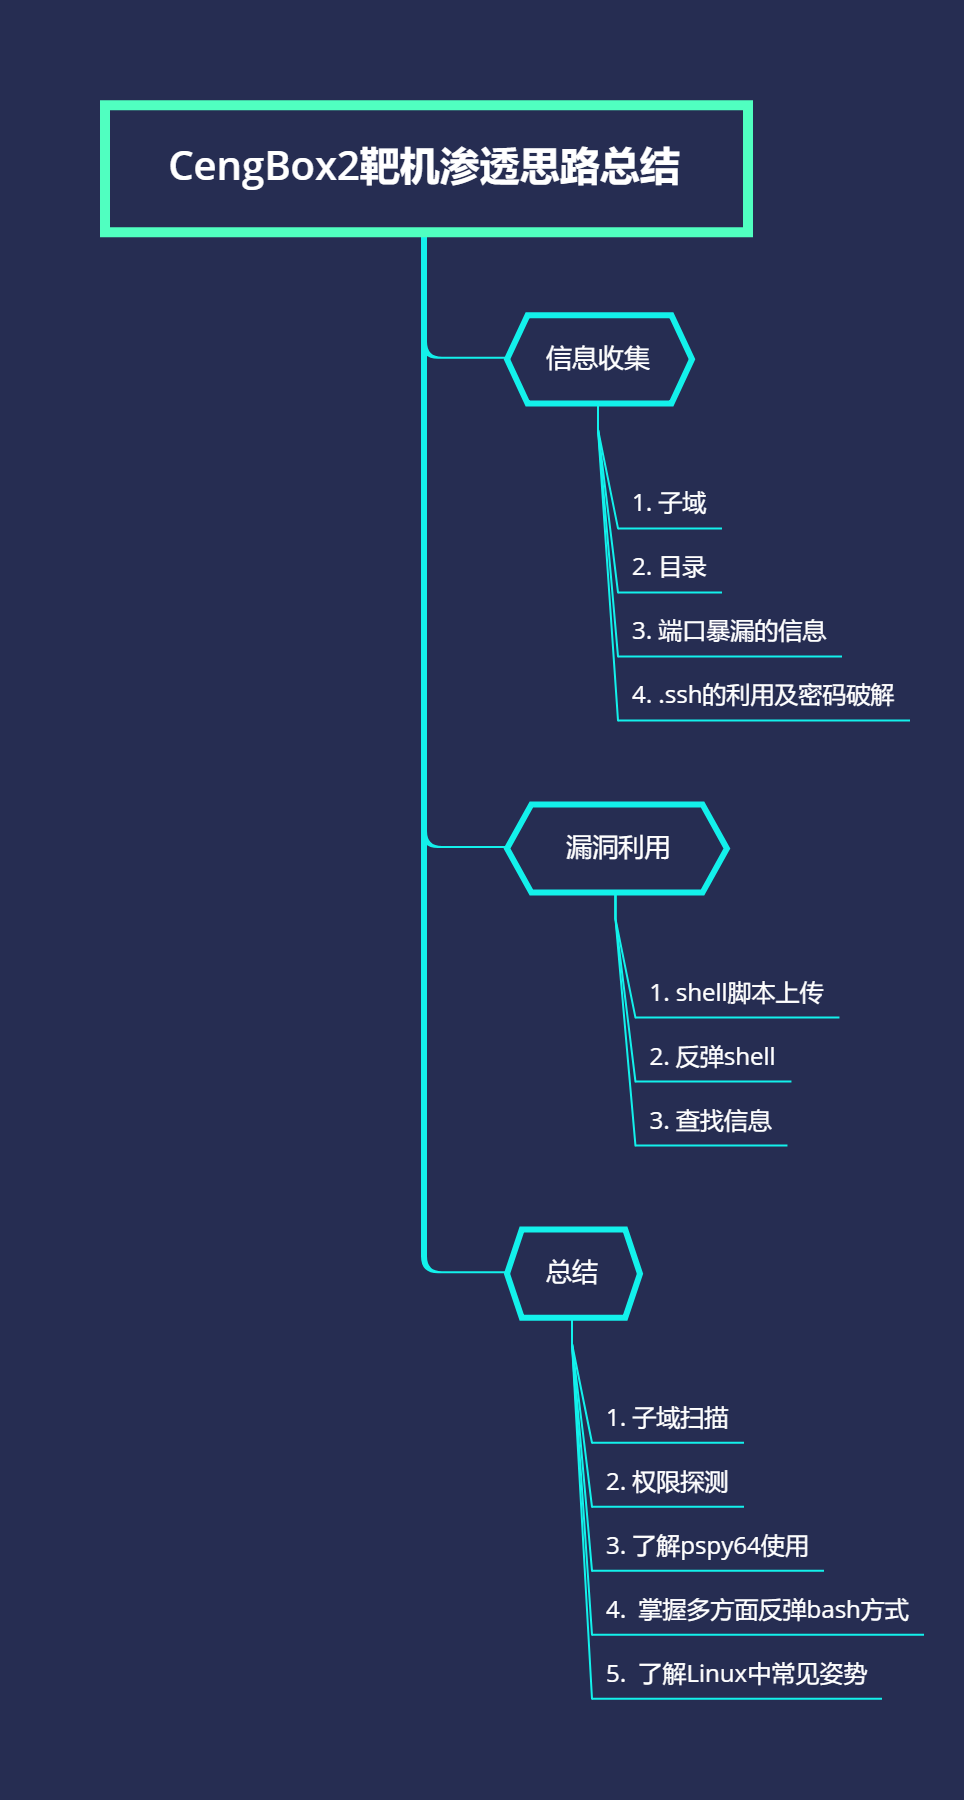 CengBox2靶机渗透思路总结
信息收集
1. 子域
2. 目录
3. 端口暴漏的信息
4. .ssh的利用及密码破解
漏洞利用
1. shell脚本上传
2. 反弹shell
3. 查找信息
总结
1. 子域扫描
2. 权限探测
3. 了解pspy64使用
4.  掌握多方面反弹bash方式
5.  了解Linux中常见姿势